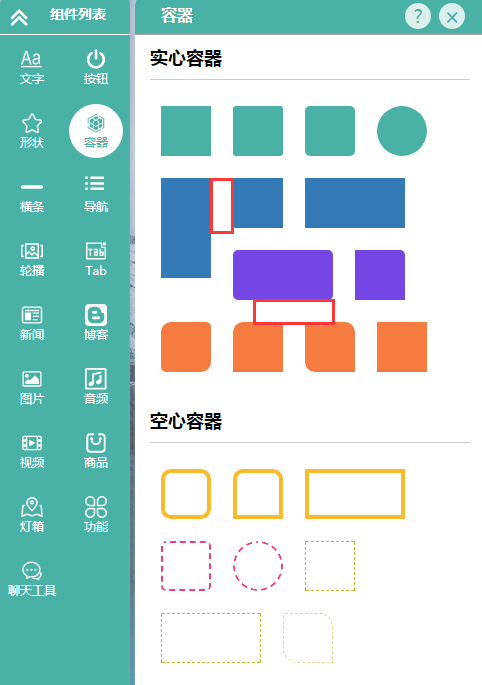 组件列表
容器
?
×
文字
按钮
形状
容器
横条
导航
轮播
Tab
新闻
博客
图片
音频
视频
商品
灯箱
功能
聊天工具
实心容器
空心容器